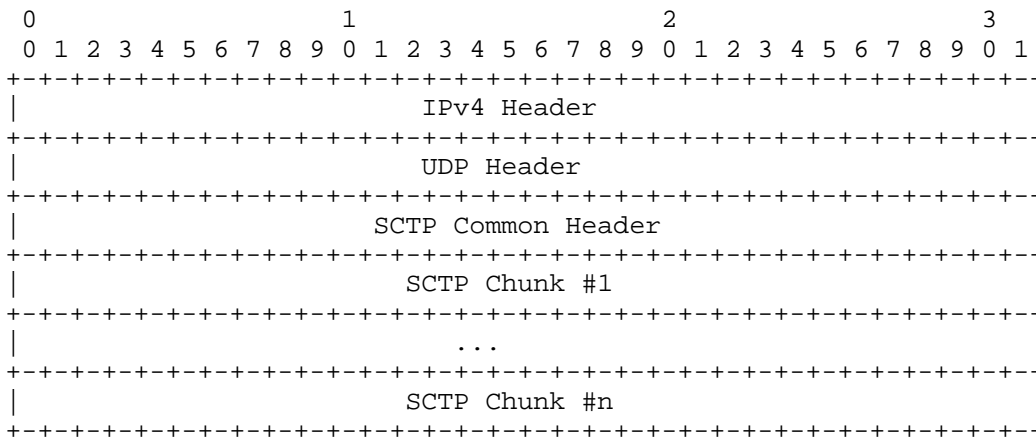 0                   1                   2                   3
 0 1 2 3 4 5 6 7 8 9 0 1 2 3 4 5 6 7 8 9 0 1 2 3 4 5 6 7 8 9 0 1
+-+-+-+-+-+-+-+-+-+-+-+-+-+-+-+-+-+-+-+-+-+-+-+-+-+-+-+-+-+-+-+--
|                         IPv4 Header
+-+-+-+-+-+-+-+-+-+-+-+-+-+-+-+-+-+-+-+-+-+-+-+-+-+-+-+-+-+-+-+--
|                         UDP Header
+-+-+-+-+-+-+-+-+-+-+-+-+-+-+-+-+-+-+-+-+-+-+-+-+-+-+-+-+-+-+-+--
|                      SCTP Common Header
+-+-+-+-+-+-+-+-+-+-+-+-+-+-+-+-+-+-+-+-+-+-+-+-+-+-+-+-+-+-+-+--
|                        SCTP Chunk #1
+-+-+-+-+-+-+-+-+-+-+-+-+-+-+-+-+-+-+-+-+-+-+-+-+-+-+-+-+-+-+-+--
|                           ...
+-+-+-+-+-+-+-+-+-+-+-+-+-+-+-+-+-+-+-+-+-+-+-+-+-+-+-+-+-+-+-+--
|                        SCTP Chunk #n
+-+-+-+-+-+-+-+-+-+-+-+-+-+-+-+-+-+-+-+-+-+-+-+-+-+-+-+-+-+-+-+--